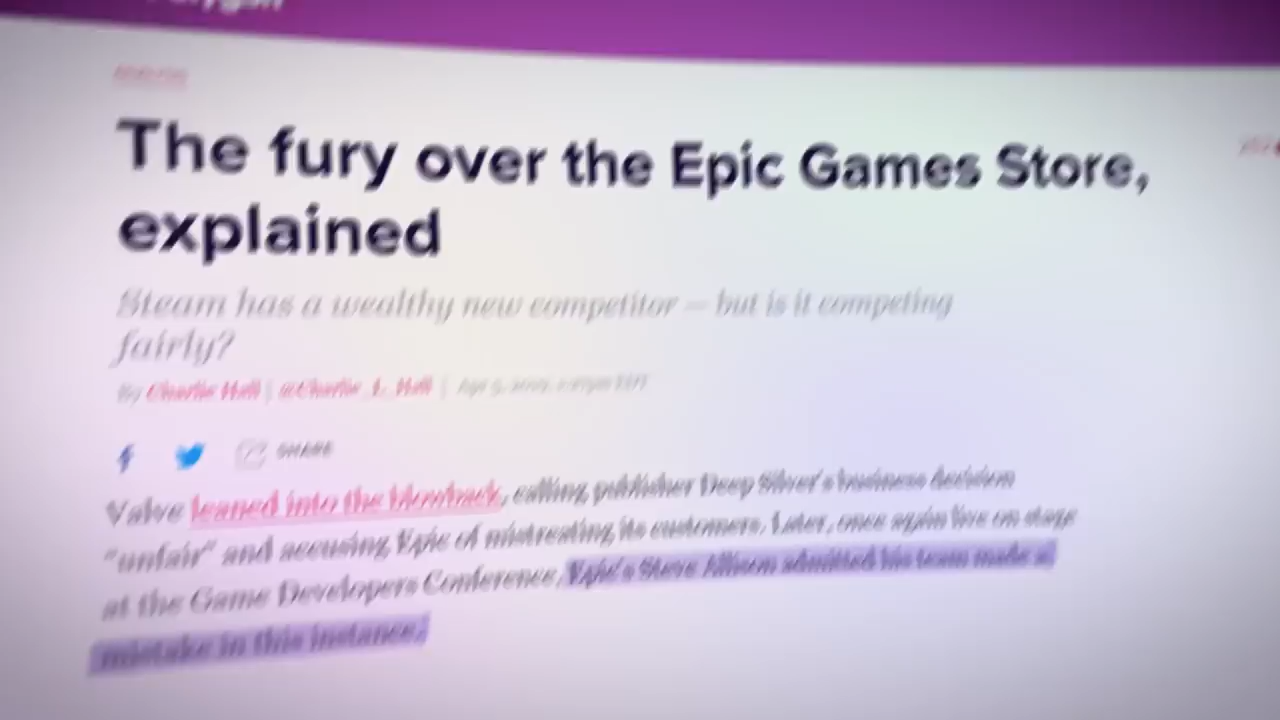 The fury over the Epic Games Store,
explained
Steam has a wealthy new competitor — but is it competing
fairly?
By Charlie Hall | @Charlie_L_Hall |
SHARE
Valve leaned into the blowback, calling publisher Deep Silver's business decision
"unfair" and accusing Epic of mistreating its customers. Later, once again live on stage
at the Game Developers Conference, Epic's Steve Allison admitted his team made a
mistake in this instance.